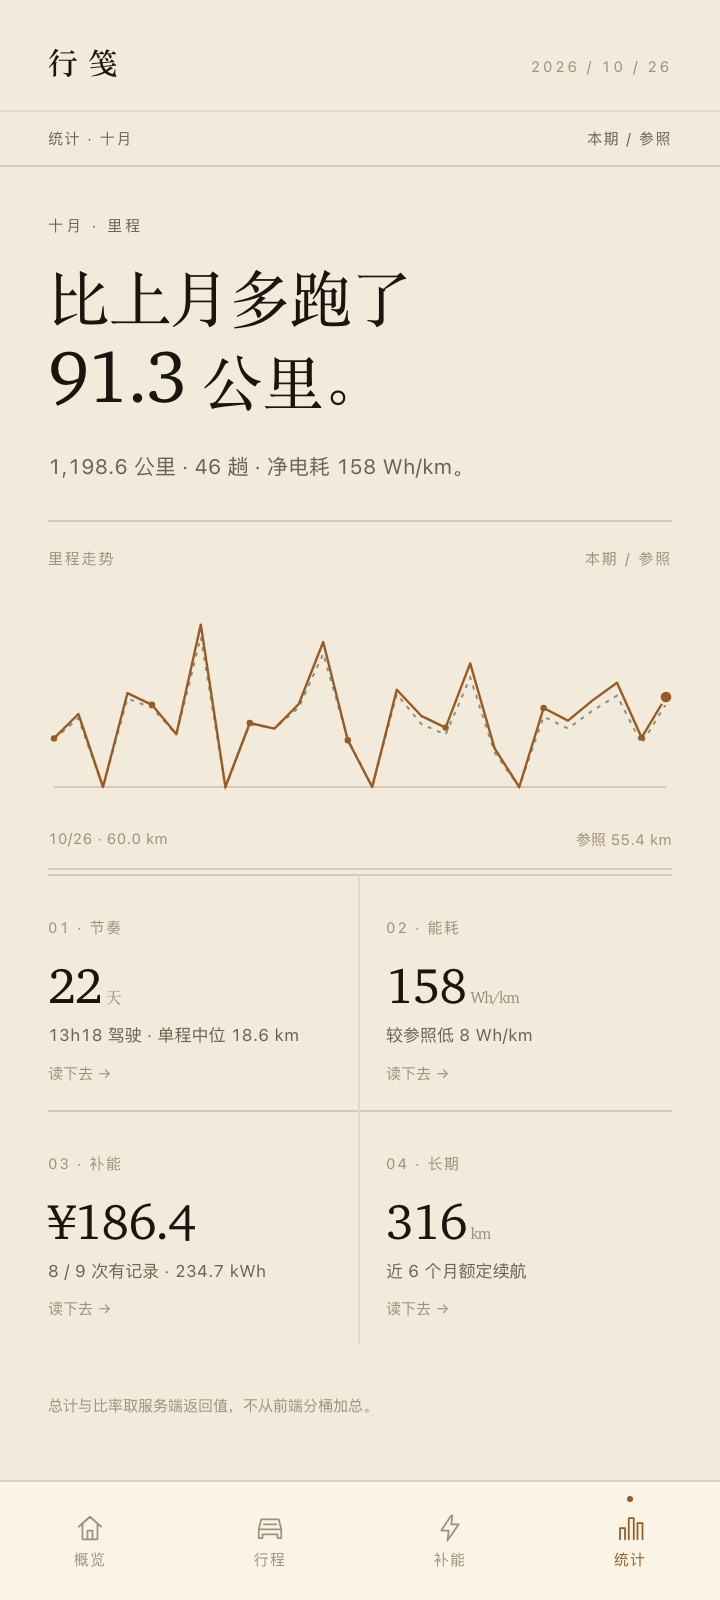 行笺
2026 / 10 / 26
统计 · 十月
本期 / 参照
十月 · 里程
比上月多跑了
91.3 公里。
1,198.6 公里 · 46 趟 · 净电耗 158 Wh/km。
里程走势
本期 / 参照
10/26 · 60.0 km
参照 55.4 km
01 · 节奏
22 天
13h18 驾驶 · 单程中位 18.6 km
读下去 →
02 · 能耗
158 Wh/km
较参照低 8 Wh/km
读下去 →
03 · 补能
¥186.4
8 / 9 次有记录 · 234.7 kWh
读下去 →
04 · 长期
316 km
近 6 个月额定续航
读下去 →
总计与比率取服务端返回值，不从前端分桶加总。
概览
行程
补能
统计